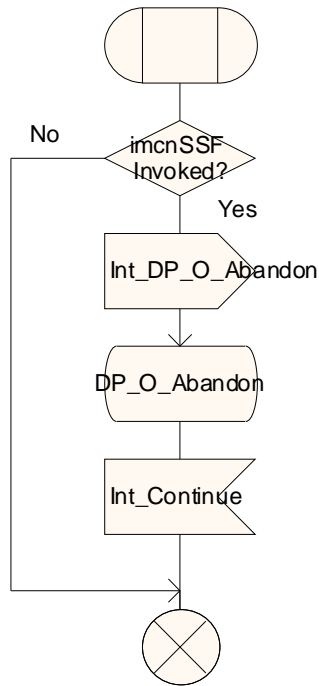 No
imcnSSF
Invoked?
Yes
Int_DP_O_Abandon
DP_O_Abandon
Int_Continue